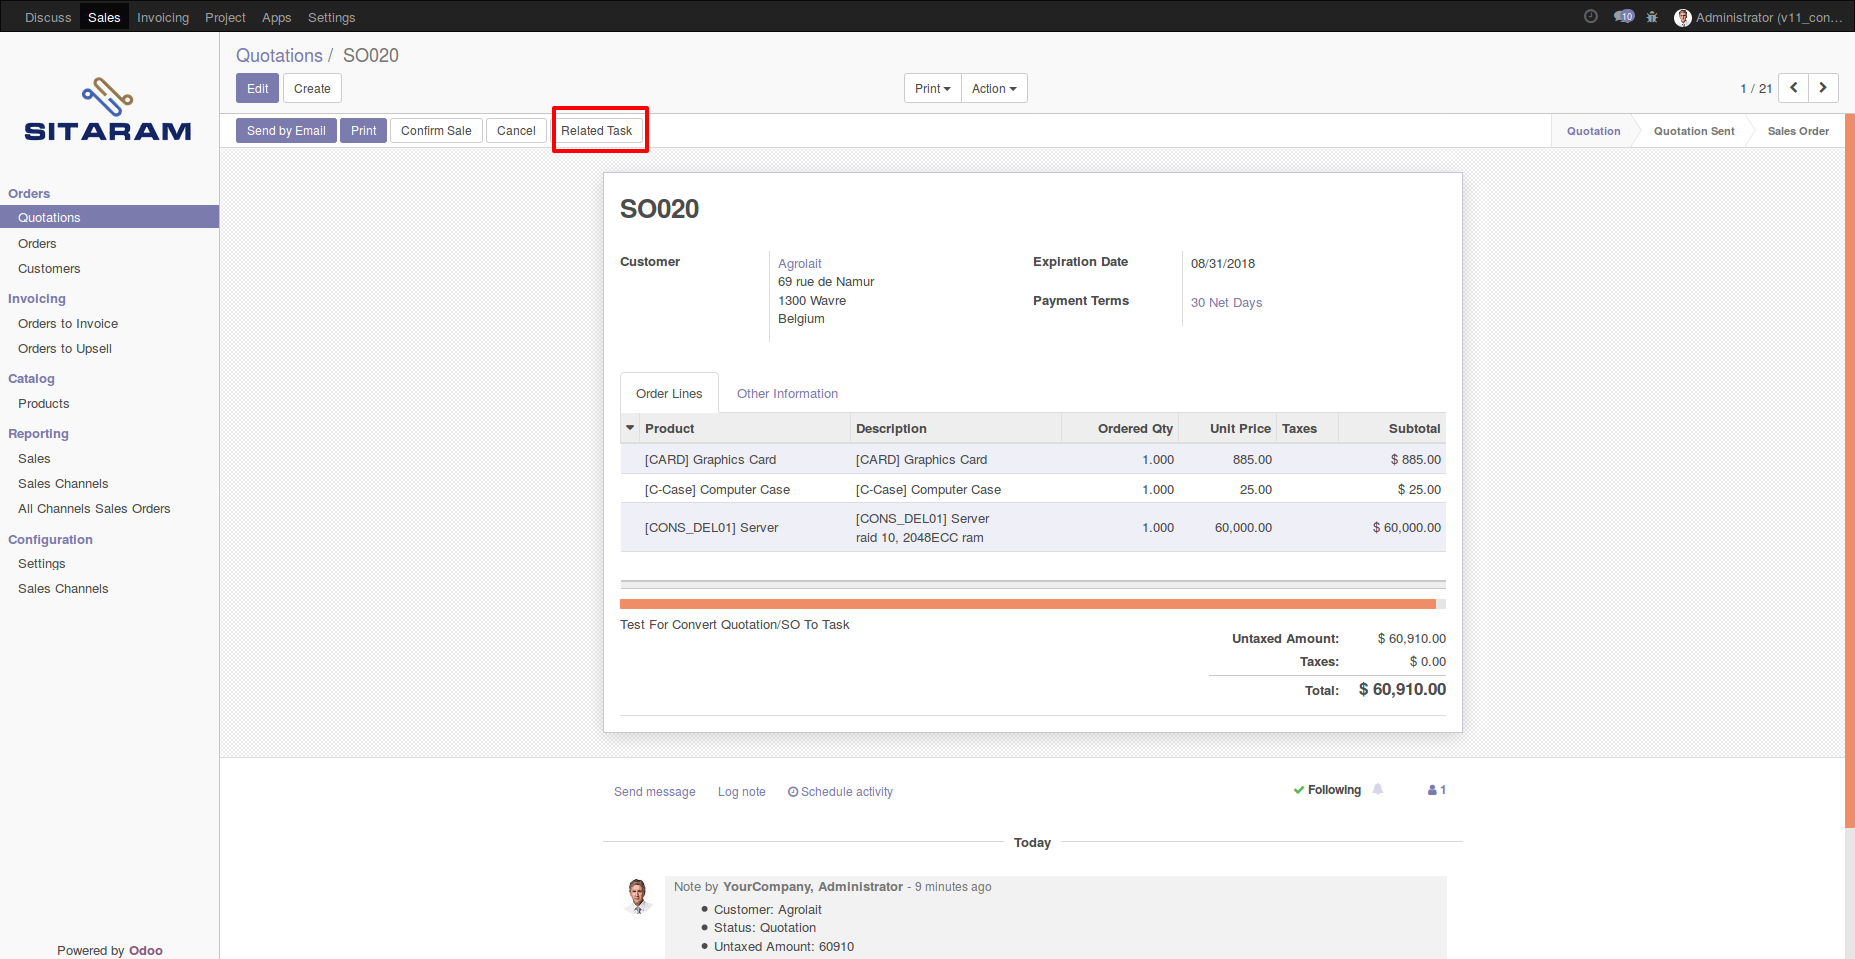 Discuss Sales Invoicing Project Apps Settings 10 Administrator (v11_con...
SITARAM
Orders
Quotations
Orders
Customers
Invoicing
Orders to Invoice
Orders to Upsell
Catalog
Products
Reporting
Sales
Sales Channels
All Channels Sales Orders
Configuration
Settings
Sales Channels
Powered by Odoo
Quotations / SO020
Edit Create Print Action 1 / 21
Send by Email Print Confirm Sale Cancel Related Task Quotation Quotation Sent Sales Order
SO020
Customer
Agrolait
69 rue de Namur
1300 Wavre
Belgium
Expiration Date 08/31/2018
Payment Terms 30 Net Days
Order Lines Other Information
Product Description Ordered Qty Unit Price Taxes Subtotal
[CARD] Graphics Card [CARD] Graphics Card 1.000 885.00 $ 885.00
[C-Case] Computer Case [C-Case] Computer Case 1.000 25.00 $ 25.00
[CONS_DEL01] Server [CONS_DEL01] Server
raid 10, 2048ECC ram 1.000 60,000.00 $ 60,000.00
Test For Convert Quotation/SO To Task
Untaxed Amount: $ 60,910.00
Taxes: $ 0.00
Total: $ 60,910.00
Send message Log note Schedule activity Following 1
Today
Note by YourCompany, Administrator - 9 minutes ago
Customer: Agrolait
Status: Quotation
Untaxed Amount: 60910